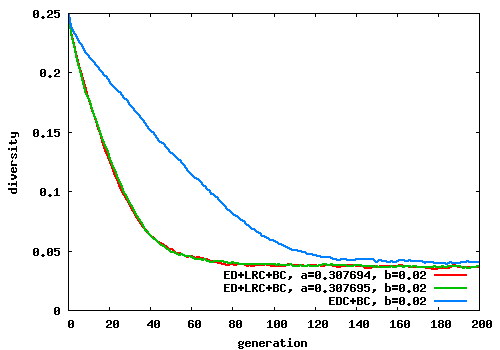 0.25
0.2
0.15
0.1
0.05
0
diversity
0 20 40 60 80 100 120 140 160 180 200
generation
ED+LRC+BC, a=0.307694, b=0.02
ED+LRC+BC, a=0.307695, b=0.02
EDC+BC, b=0.02